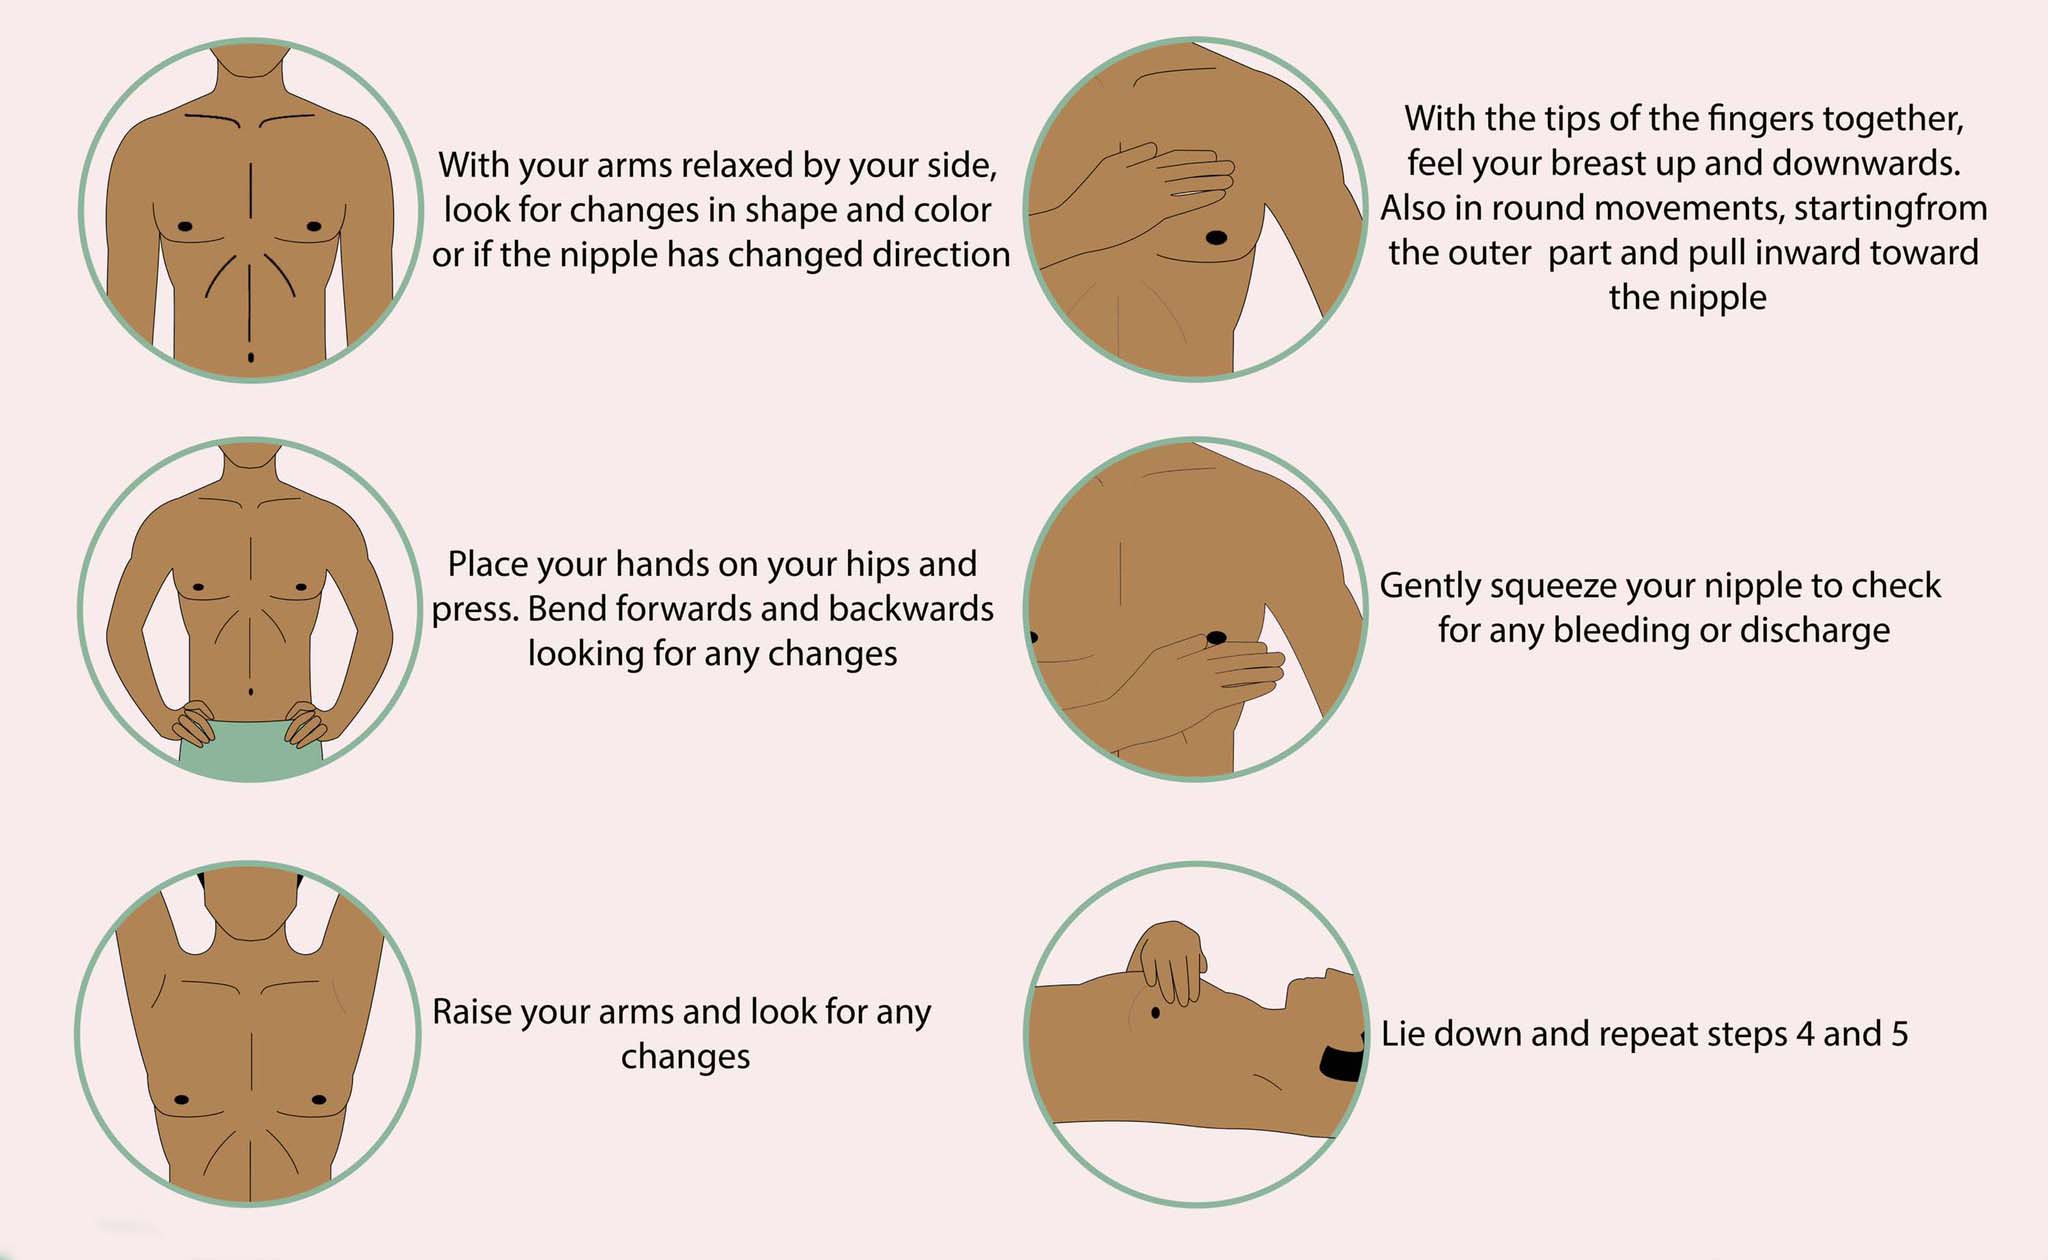 With your arms relaxed by your side,
look for changes in shape and color
or if the nipple has changed direction
Place your hands on your hips and
press. Bend forwards and backwards
looking for any changes
Raise your arms and look for any
changes
With the tips of the fingers together,
feel your breast up and downwards.
Also in round movements, startingfrom
the outer  part and pull inward toward
the nipple
Gently squeeze your nipple to check
for any bleeding or discharge
Lie down and repeat steps 4 and 5